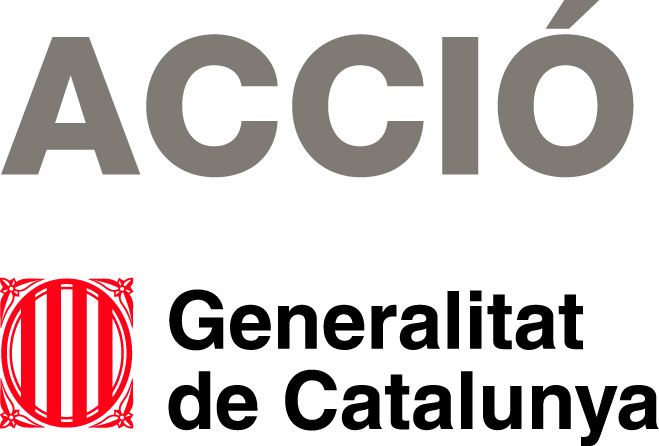 ACCIÓ
Generalitat
de Catalunya